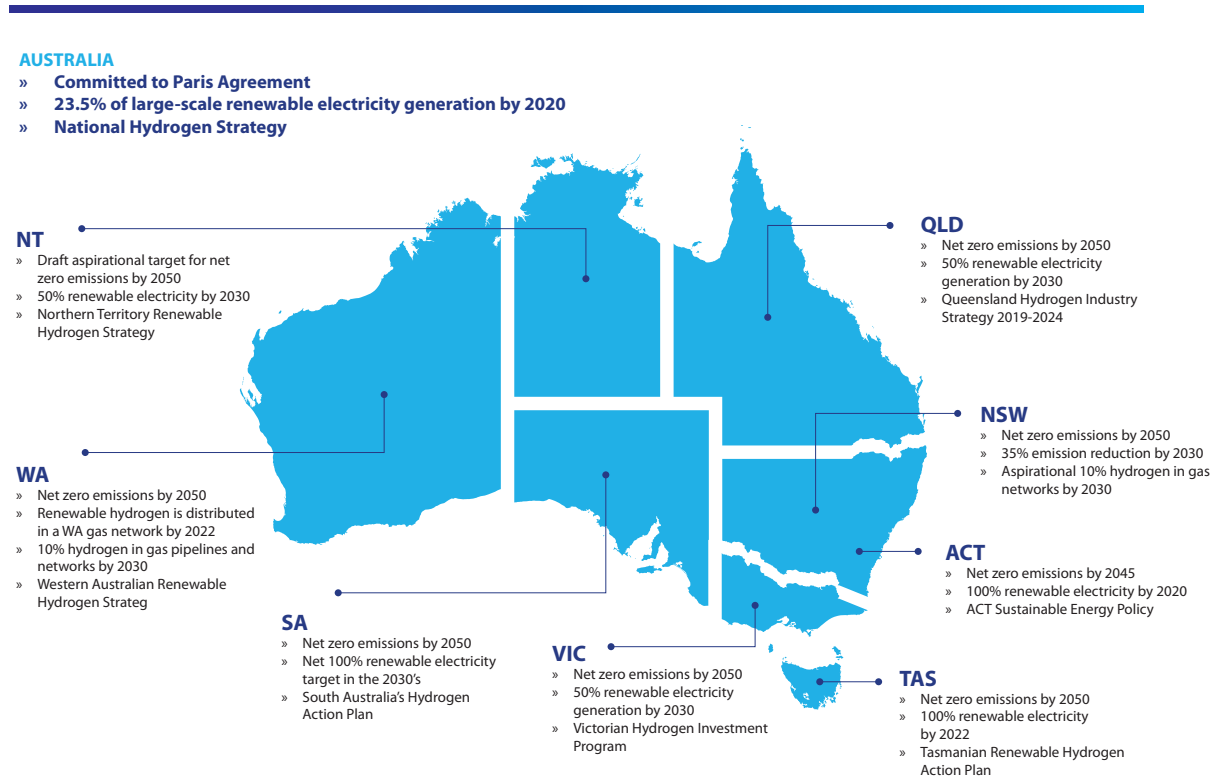 AUSTRALIA
» Committed to Paris Agreement
» 23.5% of large-scale renewable electricity generation by 2020
» National Hydrogen Strategy
NT
» Draft aspirational target for net
zero emissions by 2050
» 50% renewable electricity by 2030
» Northern Territory Renewable
Hydrogen Strategy
QLD
» Net zero emissions by 2050
» 50% renewable electricity
generation by 2030
» Queensland Hydrogen Industry
Strategy 2019-2024
NSW
» Net zero emissions by 2050
» 35% emission reduction by 2030
» Aspirational 10% hydrogen in gas
networks by 2030
WA
» Net zero emissions by 2050
» Renewable hydrogen is distributed
in a WA gas network by 2022
» 10% hydrogen in gas pipelines and
networks by 2030
» Western Australian Renewable
Hydrogen Strateg
ACT
» Net zero emissions by 2045
» 100% renewable electricity by 2020
» ACT Sustainable Energy Policy
SA
» Net zero emissions by 2050
» Net 100% renewable electricity
target in the 2030's
» South Australia's Hydrogen
Action Plan
VIC
» Net zero emissions by 2050
» 50% renewable electricity
generation by 2030
» Victorian Hydrogen Investment
Program
TAS
» Net zero emissions by 2050
» 100% renewable electricity
by 2022
» Tasmanian Renewable Hydrogen
Action Plan